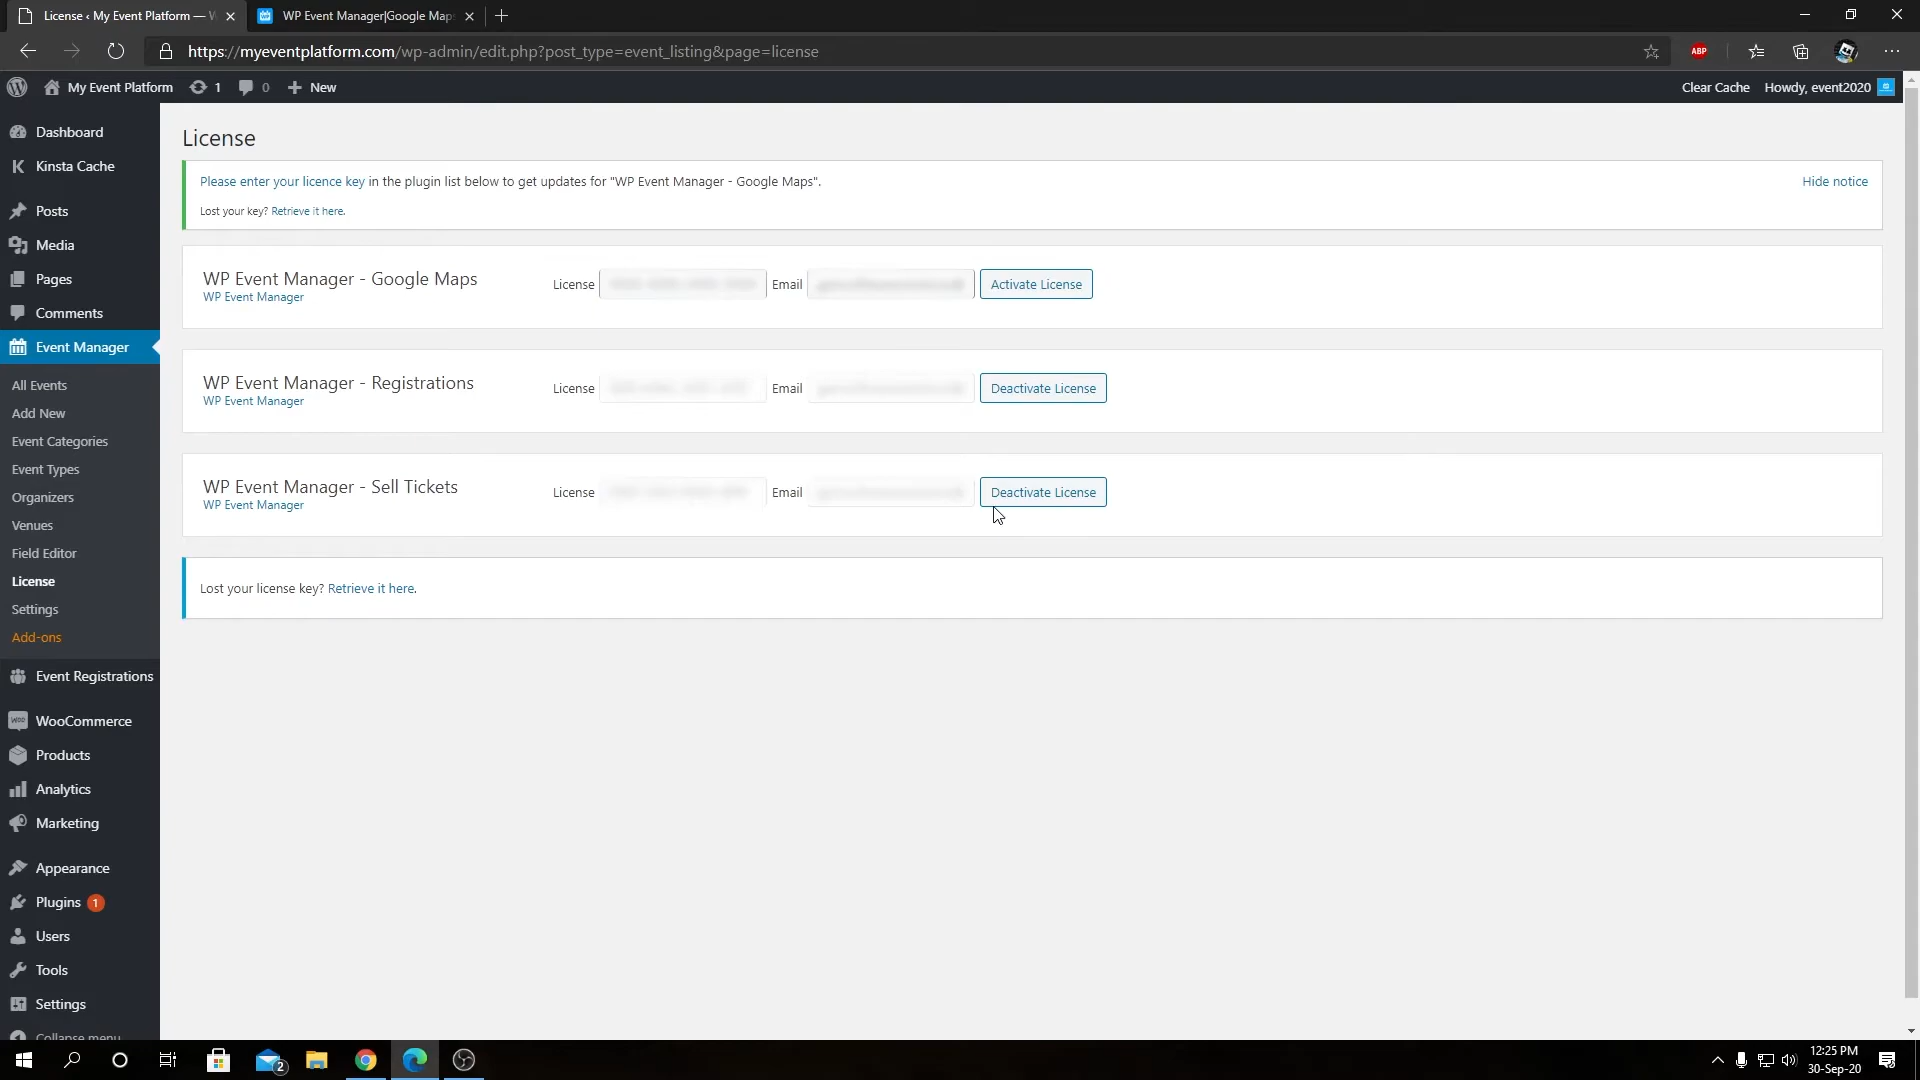 License ‹ My Event Platform — W
WP Event Manager|Google Maps
https://myeventplatform.com/wp-admin/edit.php?post_type=event_listing&page=license
ABP
My Event Platform
1
0
New
Clear Cache
Howdy, event2020
Dashboard
Kinsta Cache
Posts
Media
Pages
Comments
Event Manager
All Events
Add New
Event Categories
Event Types
Organizers
Venues
Field Editor
License
Settings
Add-ons
Event Registrations
WooCommerce
Products
Analytics
Marketing
Appearance
Plugins 1
Users
Tools
Settings
Collapse menu
License
Please enter your licence key in the plugin list below to get updates for "WP Event Manager - Google Maps".
Hide notice
Lost your key? Retrieve it here.
WP Event Manager - Google Maps
WP Event Manager
License
Email
Activate License
WP Event Manager - Registrations
WP Event Manager
License
Email
Deactivate License
WP Event Manager - Sell Tickets
WP Event Manager
License
Email
Deactivate License
Lost your license key? Retrieve it here.
2
12:25 PM
30-Sep-20